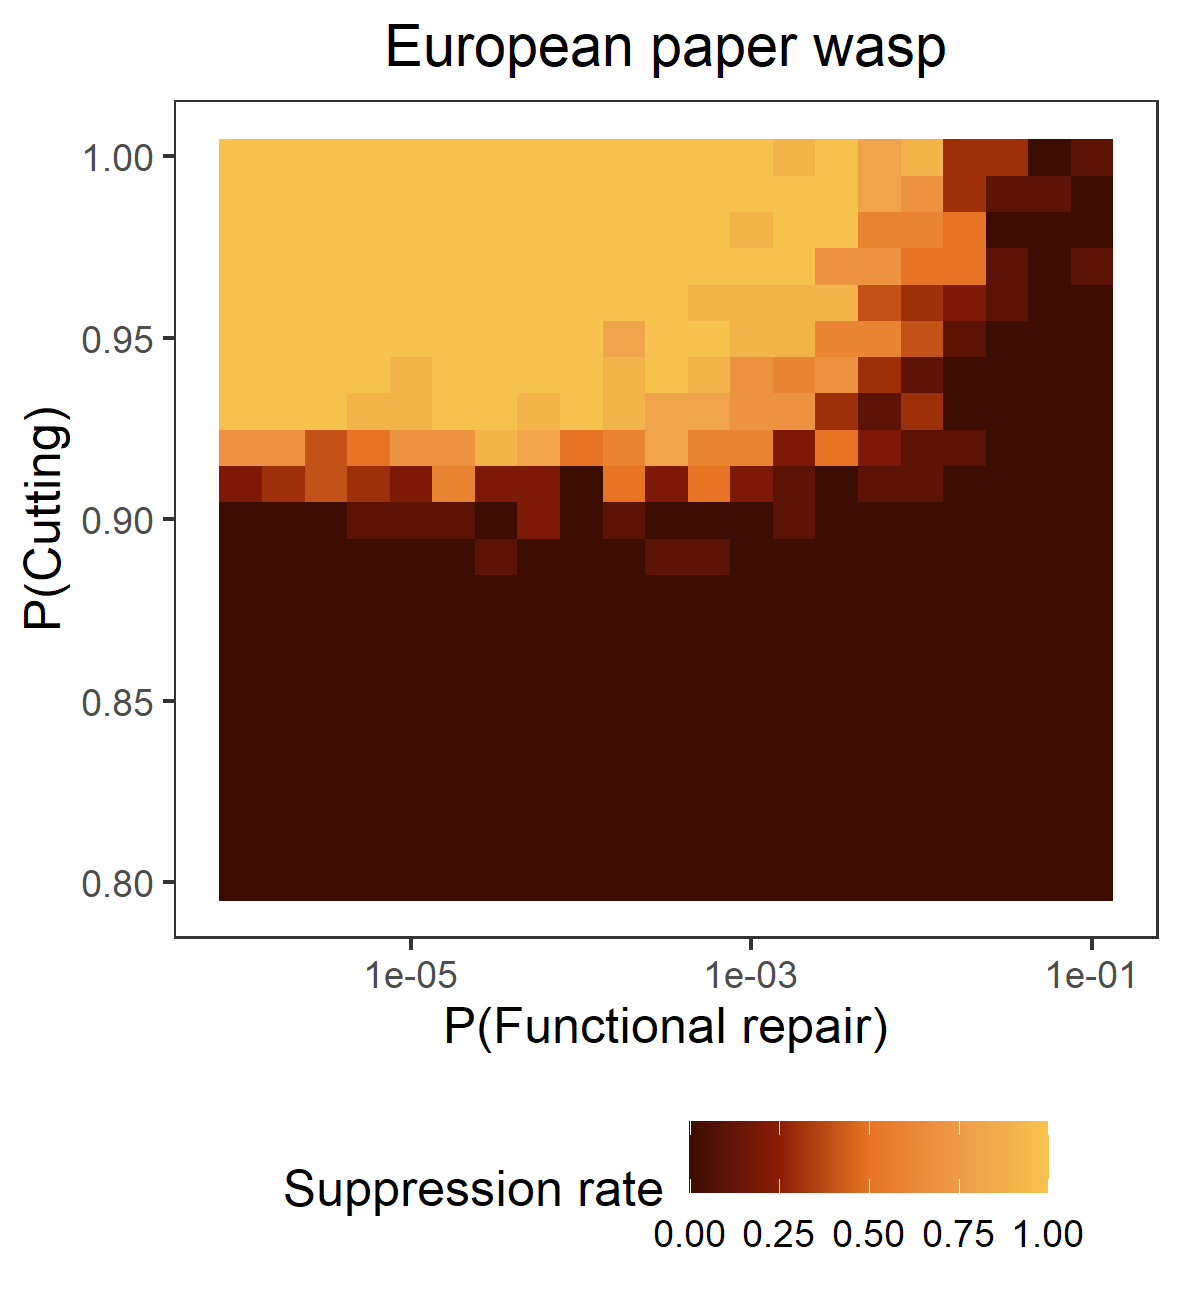 European paper wasp
1.00
0.95
0.90
0.85
0.80
P(Cutting)
1e-05 1e-03 1e-01
P(Functional repair)
Suppression rate
0.00 0.25 0.50 0.75 1.00